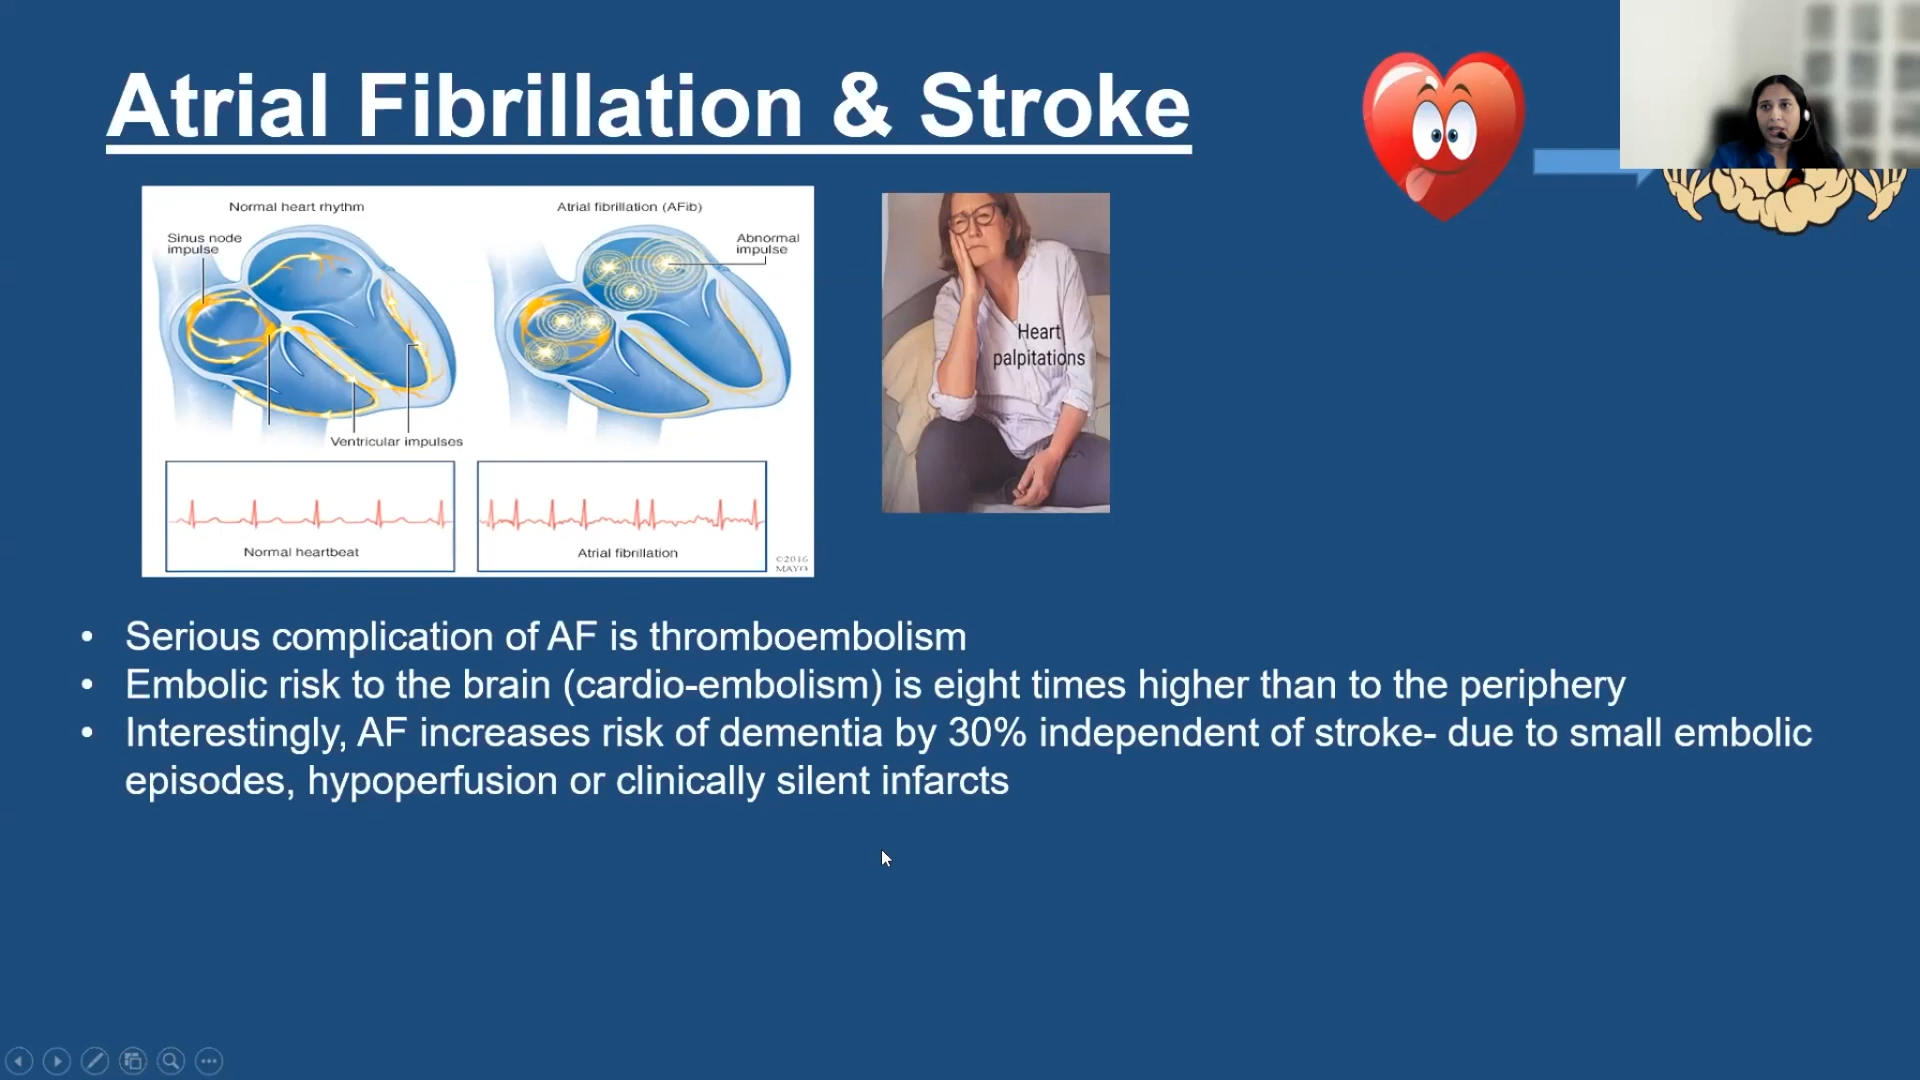 Atrial Fibrillation & Stroke
Normal heart rhythm
Atrial fibrillation (AFib)
Sinus node
impulse
Abnormal
impulse
Ventricular impulses
Normal heartbeat
Atrial fibrillation
©2016
MAYO
Heart
palpitations
• Serious complication of AF is thromboembolism
• Embolic risk to the brain (cardio-embolism) is eight times higher than to the periphery
• Interestingly, AF increases risk of dementia by 30% independent of stroke- due to small embolic
episodes, hypoperfusion or clinically silent infarcts